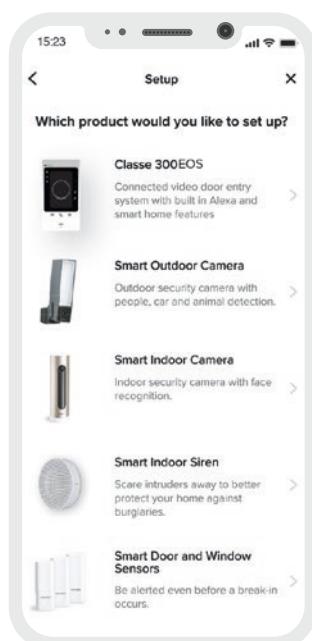 15:23
Setup
Which product would you like to set up?
Classe 300EOS
Connected video door entry
system with built in Alexa and
smart home features
Smart Outdoor Camera
Outdoor security camera with
people, car and animal detection.
Smart Indoor Camera
Indoor security camera with face
recognition.
Smart Indoor Siren
Scare intruders away to better
protect your home against
burglaries.
Smart Door and Window
Sensors
Be alerted even before a break-in
occurs.